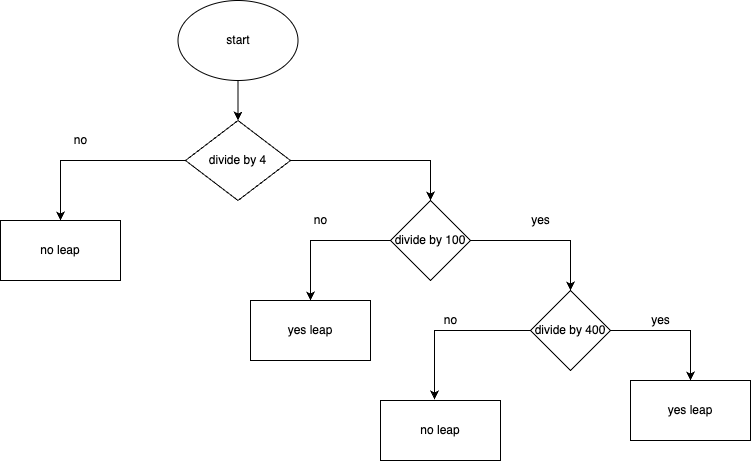 start
no
divide by 4
no leap
no
yes
divide by 100
yes leap
no
yes
divide by 400
no leap
yes leap